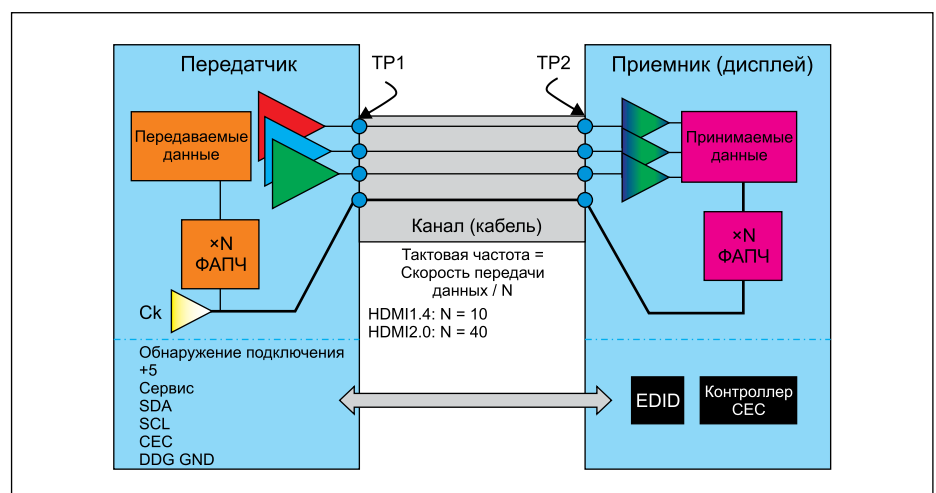 Передатчик
TP1
TP2
Приемник (дисплей)
Передаваемые
данные
Принимаемые
данные
×N
ФАПЧ
Канал (кабель)
×N
ФАПЧ
Тактовая частота =
Скорость передачи
данных / N
HDMI1.4: N = 10
HDMI2.0: N = 40
Ck
Обнаружение подключения
+5
Сервис
SDA
SCL
CEC
DDG GND
EDID
Контроллер
CEC